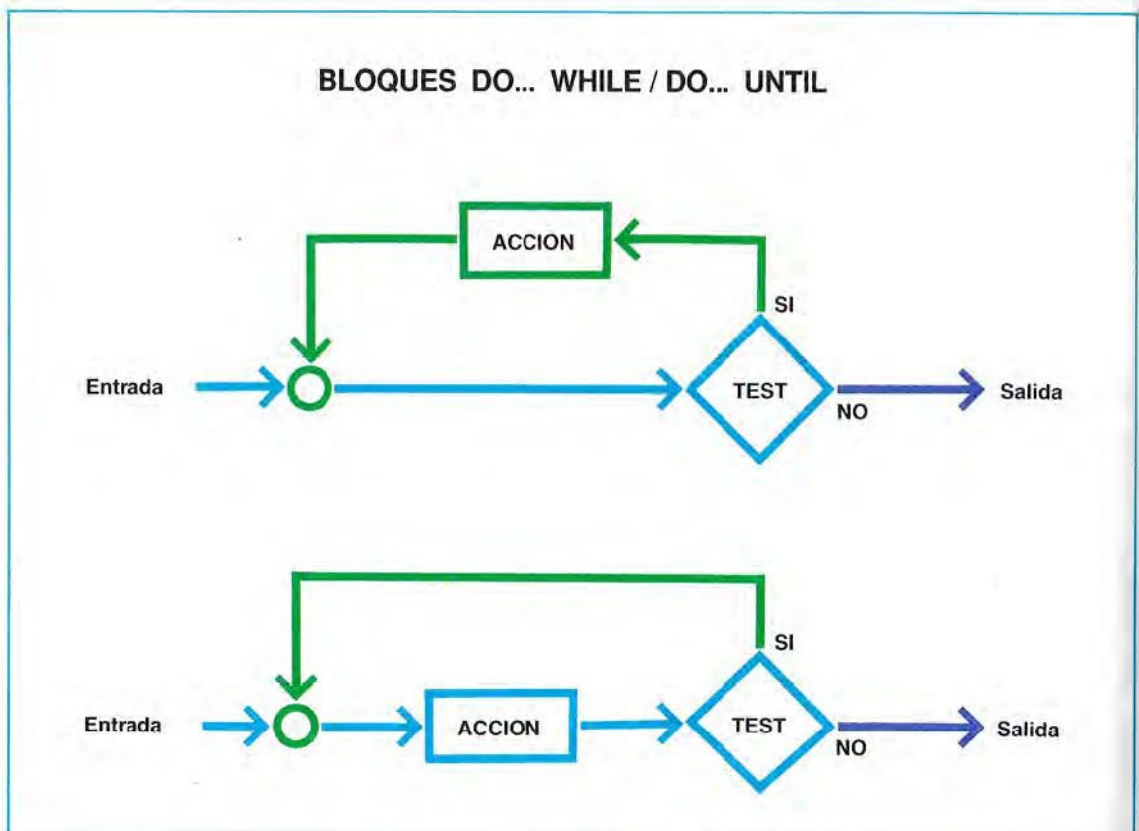 BLOQUES DO... WHILE / DO... UNTIL
ACCION
SI
Entrada
TEST
NO
Salida
SI
Entrada
ACCION
TEST
NO
Salida